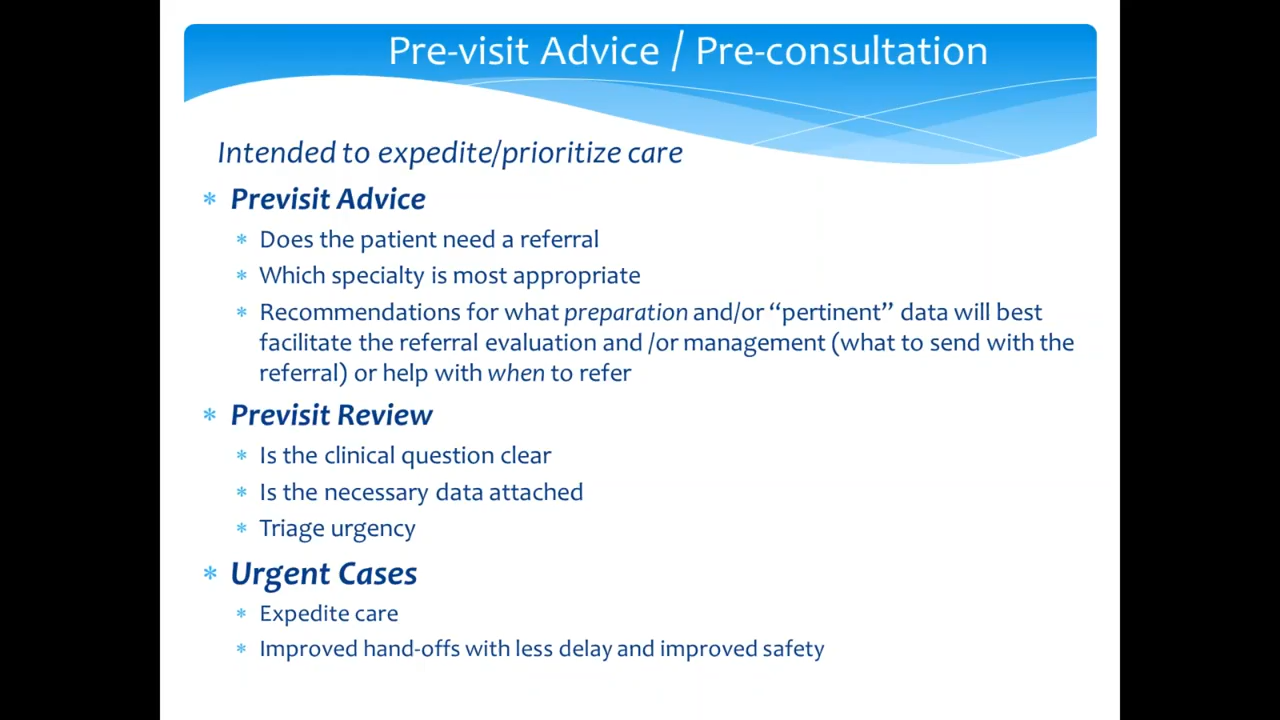 Pre-visit Advice / Pre-consultation
Intended to expedite/prioritize care
* Previsit Advice
* Does the patient need a referral
* Which specialty is most appropriate
* Recommendations for what preparation and/or “pertinent” data will best
facilitate the referral evaluation and /or management (what to send with the
referral) or help with when to refer
* Previsit Review
* Is the clinical question clear
* Is the necessary data attached
* Triage urgency
* Urgent Cases
* Expedite care
* Improved hand-offs with less delay and improved safety